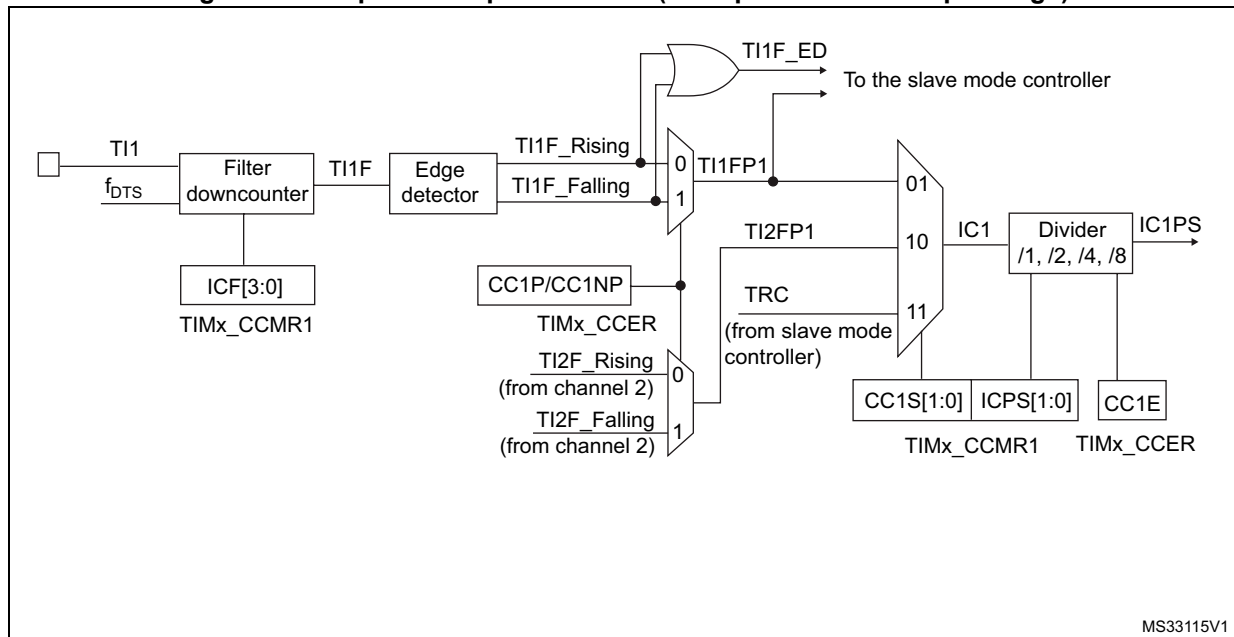 TI1F_ED
To the slave mode controller
TI1
f_DTS
Filter
downcounter
TI1F
Edge
detector
TI1F_Rising
TI1F_Falling
0
1
TI1FP1
01
TI2FP1
10
IC1
Divider
/1, /2, /4, /8
IC1PS
ICF[3:0]
TIMx_CCMR1
CC1P/CC1NP
TIMx_CCER
TRC
11
(from slave mode
controller)
TI2F_Rising
(from channel 2)
0
TI2F_Falling
(from channel 2)
1
CC1S[1:0]
ICPS[1:0]
CC1E
TIMx_CCMR1
TIMx_CCER
MS33115V1